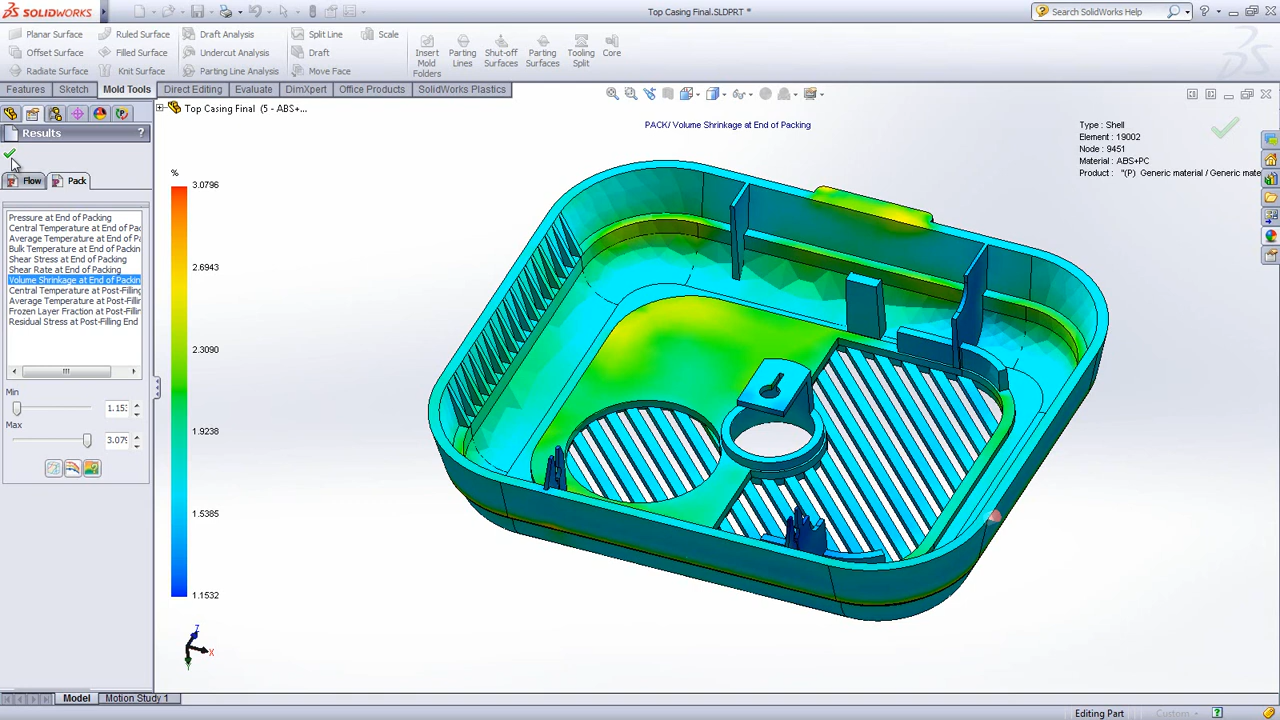 SOLIDWORKS
Top Casing Final.SLDPRT *
Search SolidWorks Help
Planar Surface
Ruled Surface
Draft Analysis
Split Line
Scale
Offset Surface
Filled Surface
Undercut Analysis
Draft
Radiate Surface
Knit Surface
Parting Line Analysis
Move Face
Insert Mold Folders
Parting Lines
Shut-off Surfaces
Parting Surfaces
Tooling Split
Core
Features
Sketch
Mold Tools
Direct Editing
Evaluate
DimXpert
Office Products
SolidWorks Plastics
Top Casing Final (5 - ABS+...
Results
?
Flow
Pack
Pressure at End of Packing
Central Temperature at End of Pa
Average Temperature at End of P
Bulk Temperature at End of Packin
Shear Stress at End of Packing
Shear Rate at End of Packing
Volume Shrinkage at End of Packin
Central Temperature at Post-Fillin
Average Temperature at Post-Filli
Frozen Layer Fraction at Post-Fill
Residual Stress at Post-Filling End
Min
1.15
Max
3.07
PACK/ Volume Shrinkage at End of Packing
Type : Shell
Element : 19002
Node : 9451
Material : ABS+PC
Product : "(P) Generic material / Generic mate
%
3.0796
2.6943
2.3090
1.9238
1.5385
1.1532
Z
X
Y
Model
Motion Study 1
Editing Part
Custom